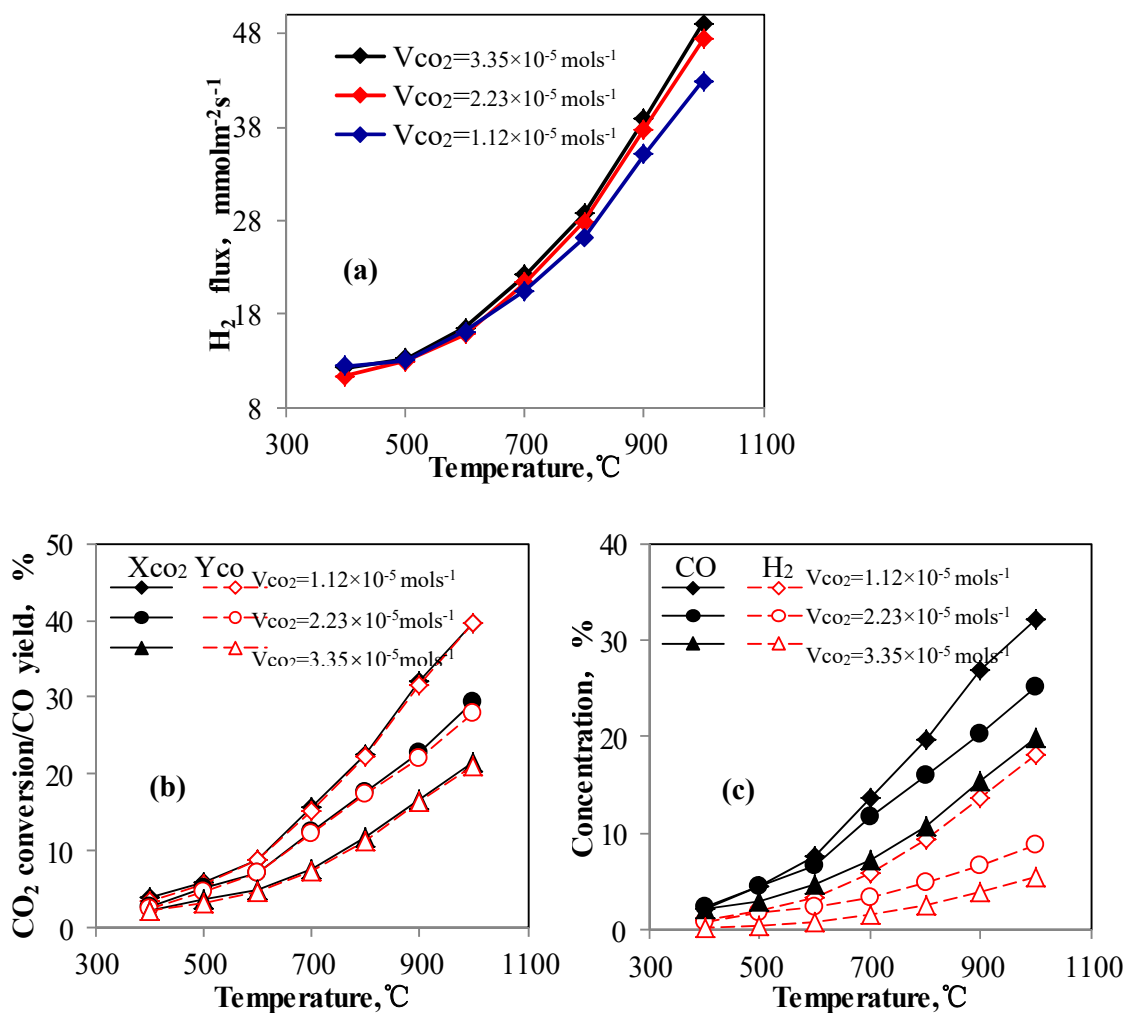 48
38
28
18
8
H₂ flux, mmolm⁻²s⁻¹
Vco₂=3.35×10⁻⁵ mols⁻¹
Vco₂=2.23×10⁻⁵ mols⁻¹
Vco₂=1.12×10⁻⁵ mols⁻¹
(a)
300 500 700 900 1100
Temperature,℃
50
40
30
20
10
0
CO₂ conversion/CO yield, %
Xco₂ Yco
Vco₂=1.12×10⁻⁵ mols⁻¹
Vco₂=2.23×10⁻⁵mols⁻¹
Vco₂=3.35×10⁻⁵mols⁻¹
(b)
300 500 700 900 1100
Temperature,℃
40
30
20
10
0
Concentration, %
CO H₂
Vco₂=1.12×10⁻⁵ mols⁻¹
Vco₂=2.23×10⁻⁵ mols⁻¹
Vco₂=3.35×10⁻⁵ mols⁻¹
(c)
300 500 700 900 1100
Temperature,℃